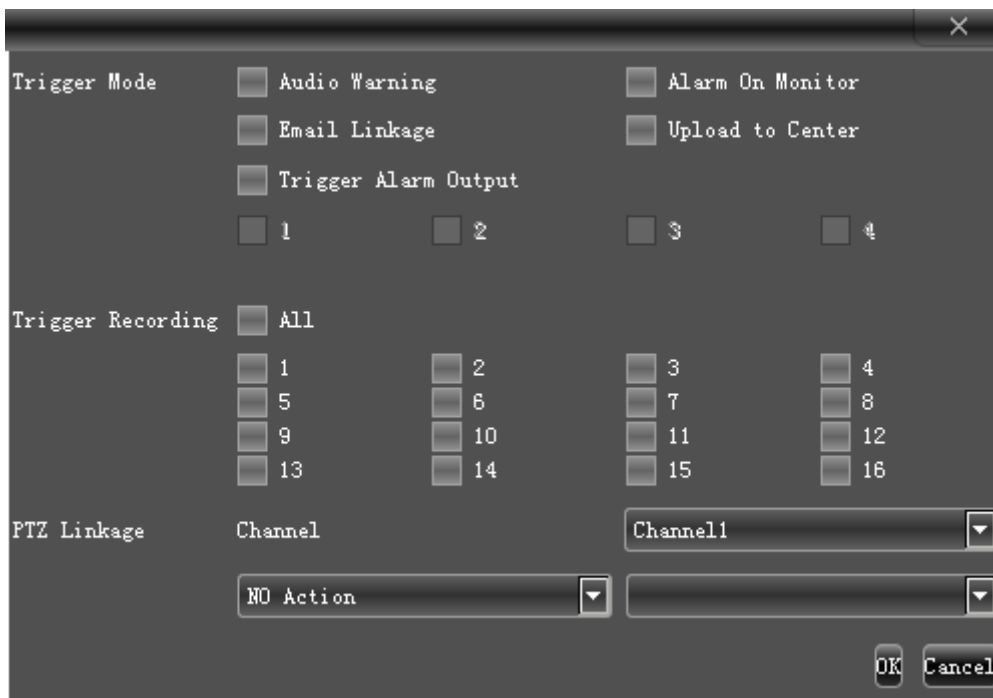 Trigger Mode Audio Warning Alarm On Monitor
Email Linkage Upload to Center
Trigger Alarm Output
1 2 3 4
Trigger Recording All
1 2 3 4
5 6 7 8
9 10 11 12
13 14 15 16
PTZ Linkage Channel Channel1
NO Action
OK Cancel